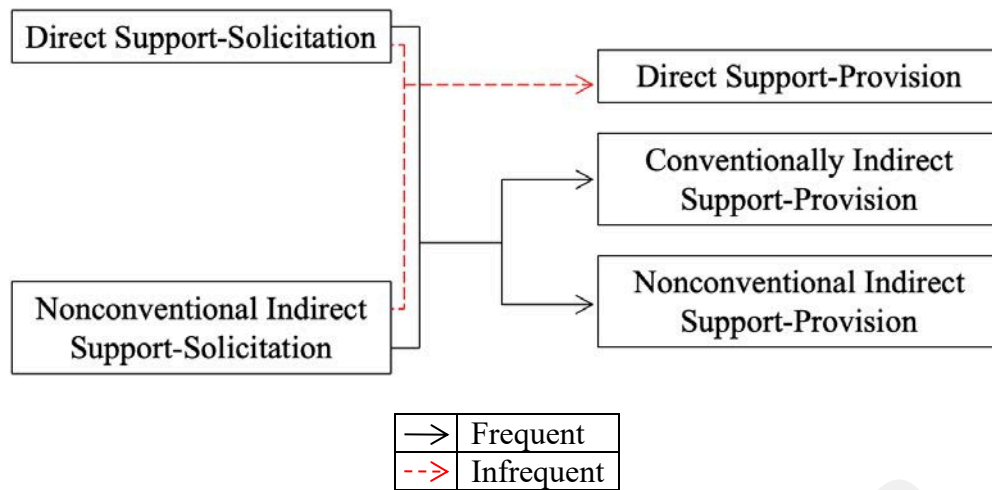 Direct Support-Solicitation
Direct Support-Provision
Conventionally Indirect
Support-Provision
Nonconventional Indirect
Support-Solicitation
Nonconventional Indirect
Support-Provision
Frequent
Infrequent